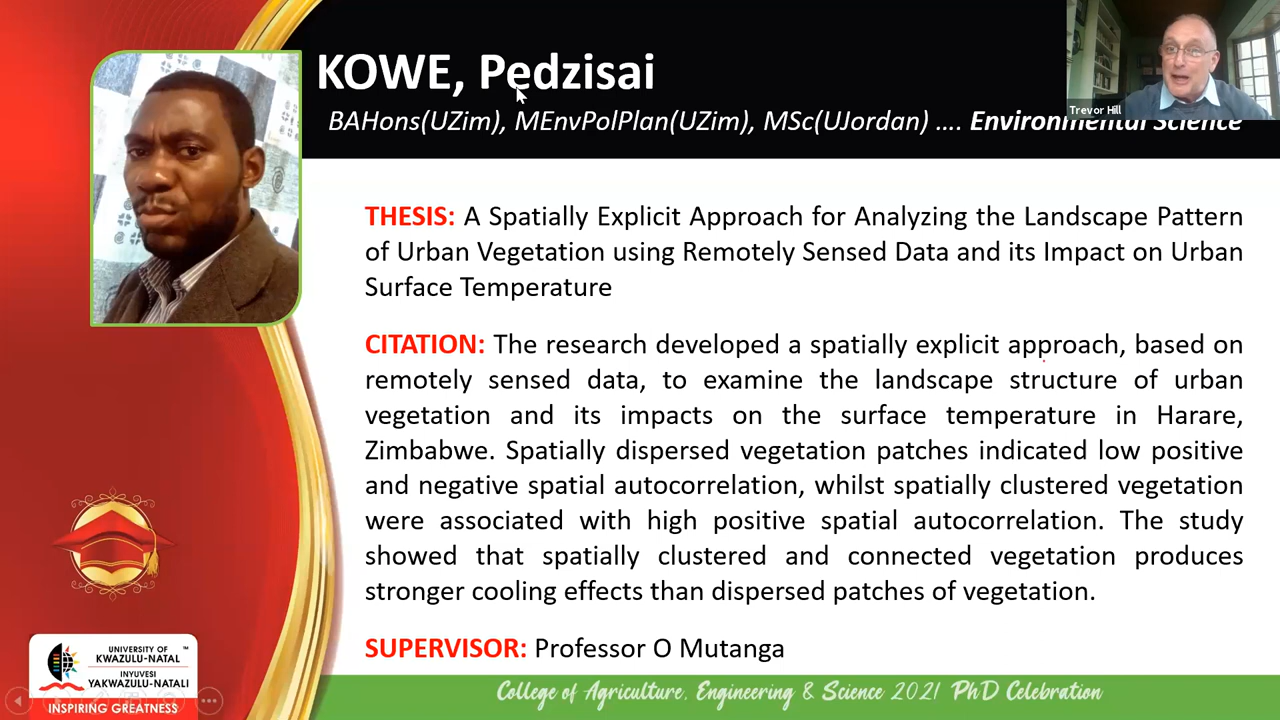 KOWE, Pedzisai
BAHons(UZim), MEnvPolPlan(UZim), MSc(UJordan) .... Environmental Science
Trevor Hill
THESIS: A Spatially Explicit Approach for Analyzing the Landscape Pattern
of Urban Vegetation using Remotely Sensed Data and its Impact on Urban
Surface Temperature
CITATION: The research developed a spatially explicit approach, based on
remotely sensed data, to examine the landscape structure of urban
vegetation and its impacts on the surface temperature in Harare,
Zimbabwe. Spatially dispersed vegetation patches indicated low positive
and negative spatial autocorrelation, whilst spatially clustered vegetation
were associated with high positive spatial autocorrelation. The study
showed that spatially clustered and connected vegetation produces
stronger cooling effects than dispersed patches of vegetation.
SUPERVISOR: Professor O Mutanga
UNIVERSITY OF ™
KWAZULU-NATAL
INYUVESI
YAKWAZULU-NATALI
INSPIRING GREATNESS
College of Agriculture, Engineering & Science 2021 PhD Celebration